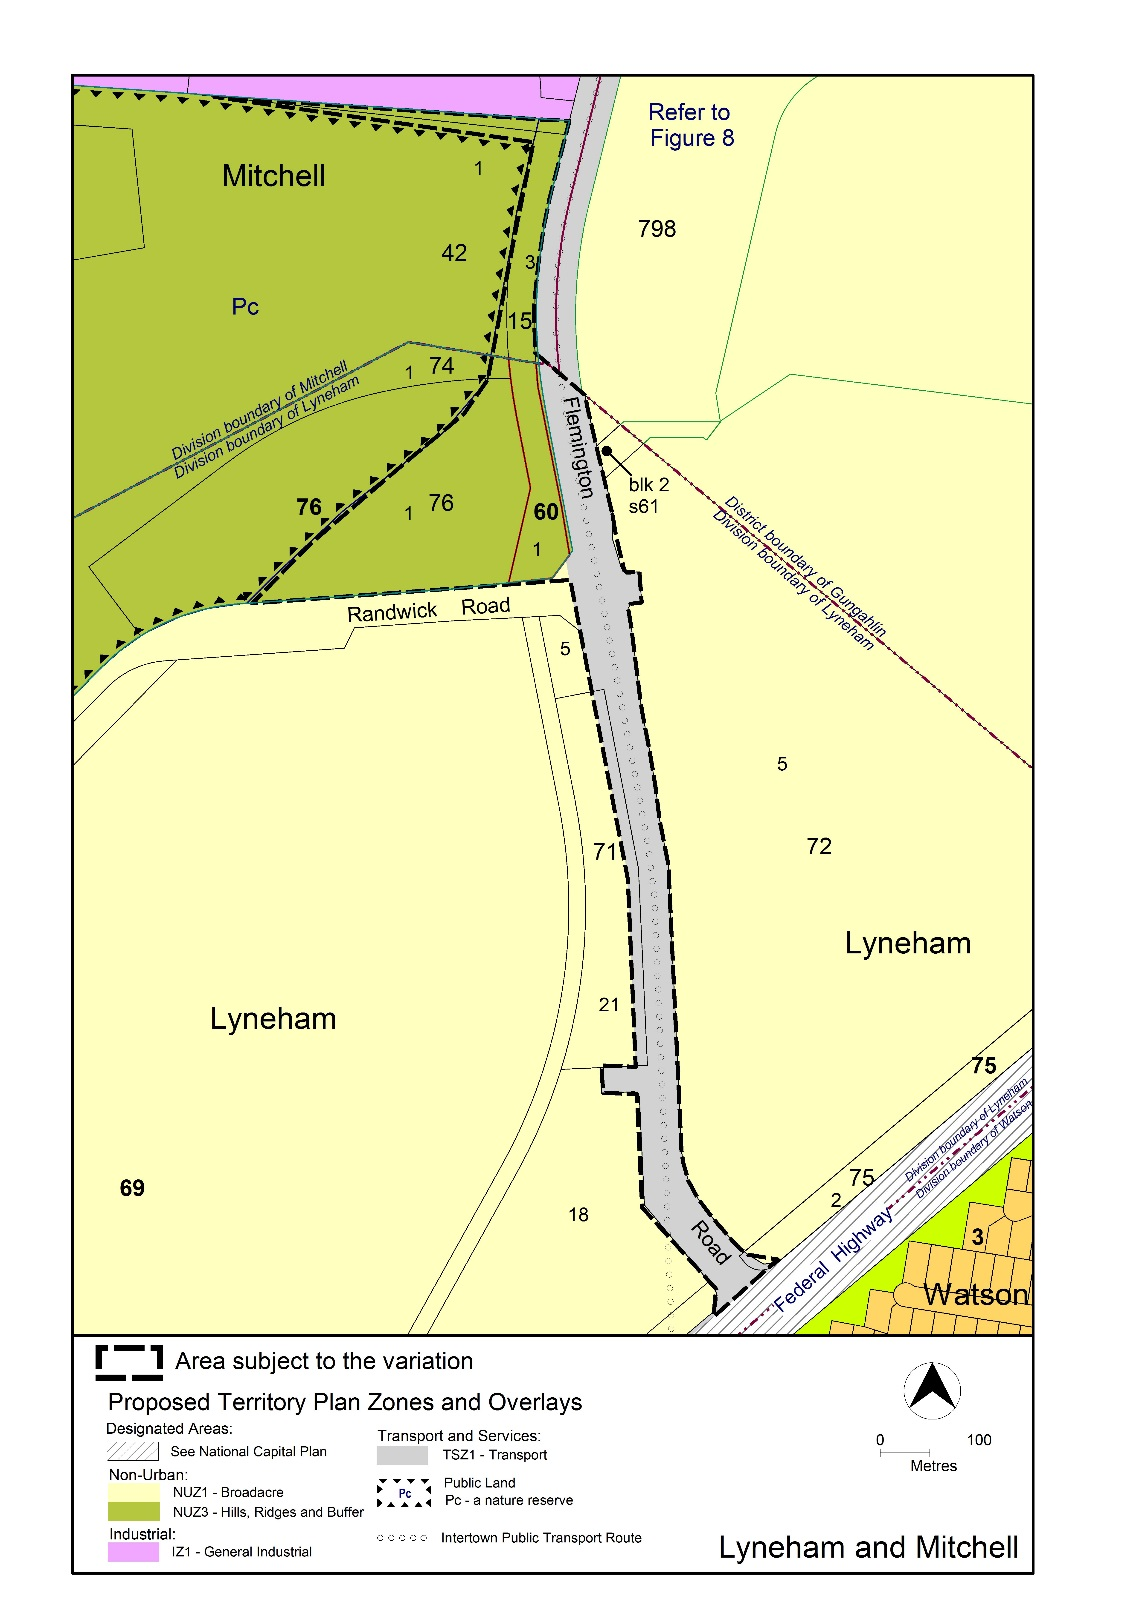 Refer to
Figure 8
Mitchell
1
42
798
3
Pc
15
1 74
Division boundary of Mitchell
Division boundary of Lyneham
Flemington
blk 2
s61
76
1 76
60
1
District boundary of Gungahlin
Division boundary of Lyneham
Randwick Road
5
5
71
72
Lyneham
21
Lyneham
75
Division boundary of Lyneham
Division boundary of Watson
69
75
2
18
Road
Federal Highway
3
Watson
Area subject to the variation
Proposed Territory Plan Zones and Overlays
Designated Areas:
See National Capital Plan
Non-Urban:
NUZ1 - Broadacre
NUZ3 - Hills, Ridges and Buffer
Industrial:
IZ1 - General Industrial
Transport and Services:
TSZ1 - Transport
Pc
Public Land
Pc - a nature reserve
Intertown Public Transport Route
0 100
Metres
Lyneham and Mitchell